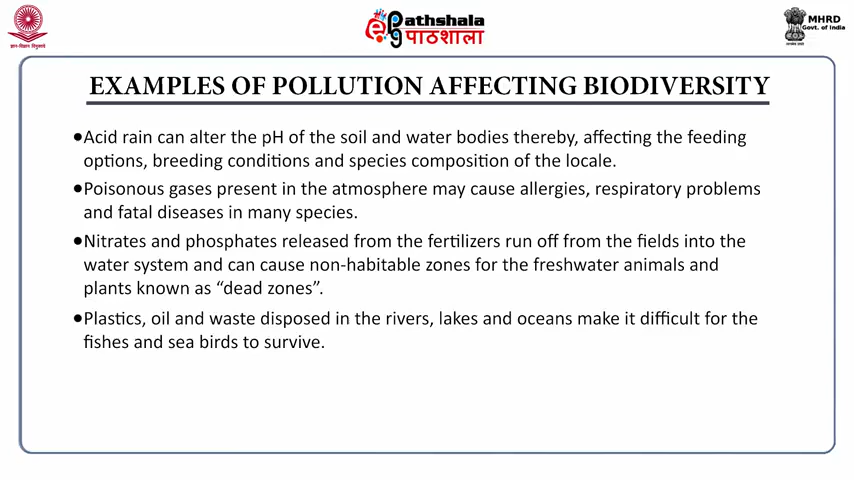 ज्ञान-विज्ञान विमुक्तये
ePathshala
पाठशाला
MHRD
Govt. of India
सत्यमेव जयते
EXAMPLES OF POLLUTION AFFECTING BIODIVERSITY
●Acid rain can alter the pH of the soil and water bodies thereby, affecting the feeding
options, breeding conditions and species composition of the locale.
●Poisonous gases present in the atmosphere may cause allergies, respiratory problems
and fatal diseases in many species.
●Nitrates and phosphates released from the fertilizers run off from the fields into the
water system and can cause non-habitable zones for the freshwater animals and
plants known as “dead zones”.
●Plastics, oil and waste disposed in the rivers, lakes and oceans make it difficult for the
fishes and sea birds to survive.